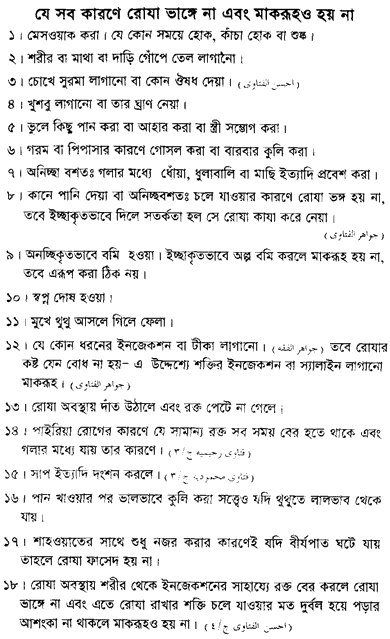 যে সব কারণে রোযা ভাঙ্গে না এবং মাকরূহও হয় না
১। মেসওয়াক করা। যে কোন সময়ে হোক, কাঁচা হোক বা শুষ্ক।
২। শরীর বা মাথা বা দাড়ি গোঁপে তেল লাগানো।
৩। চোখে সুরমা লাগানো বা কোন ঔষধ দেয়া। (احسن الفتاوى)
৪। খুশবু লাগানো বা তার ঘ্রাণ নেয়া।
৫। ভুলে কিছু পান করা বা আহার করা বা স্ত্রী সম্ভোগ করা।
৬। গরম বা পিপাসার কারণে গোসল করা বা বারবার কুলি করা।
৭। অনিচ্ছা বশতঃ গলার মধ্যে ধোঁয়া, ধুলাবালি বা মাছি ইত্যাদি প্রবেশ করা।
৮। কানে পানি দেয়া বা অনিচ্ছাবশতঃ চলে যাওয়ার কারণে রোযা ভঙ্গ হয় না,
তবে ইচ্ছাকৃতভাবে দিলে সতর্কতা হল সে রোযা কাযা করে নেয়া।
(جواهر الفتاوى)
৯। অনিচ্ছাকৃতভাবে বমি হওয়া। ইচ্ছাকৃতভাবে অল্প বমি করলে মাকরূহ হয় না,
তবে এরূপ করা ঠিক নয়।
১০। স্বপ্ন দোষ হওয়া।
১১। মুখে থুথু আসলে গিলে ফেলা।
১২। যে কোন ধরনের ইনজেকশন বা টীকা লাগানো। (جواهر الفقه) তবে রোযার
কষ্ট যেন বোধ না হয়- এ উদ্দেশ্যে শক্তির ইনজেকশন বা স্যালাইন লাগানো
মাকরূহ। (جواهر الفتاوى)
১৩। রোযা অবস্থায় দাঁত উঠালে এবং রক্ত পেটে না গেলে।
১৪। পাইরিয়া রোগের কারণে যে সামান্য রক্ত সব সময় বের হতে থাকে এবং
গলার মধ্যে যায় তার কারণে। (فتاوى رحيميه ج/٣)
১৫। সাপ ইত্যাদি দংশন করলে। (فتاوى محموديه ج/٣)
১৬। পান খাওয়ার পর ভালভাবে কুলি করা সত্ত্বেও যদি থুথুতে লালভাব থেকে
যায়।
১৭। শাহওয়াতের সাথে শুধু নজর করার কারণেই যদি বীর্যপাত ঘটে যায়
তাহলে রোযা ফাসেদ হয় না।
১৮। রোযা অবস্থায় শরীর থেকে ইনজেকশনের সাহায্যে রক্ত বের করলে রোযা
ভাঙ্গে না এবং এতে রোযা রাখার শক্তি চলে যাওয়ার মত দুর্বল হয়ে পড়ার
আশংকা না থাকলে মাকরূহও হয় না। (احسن الفتاوى ج/٤)